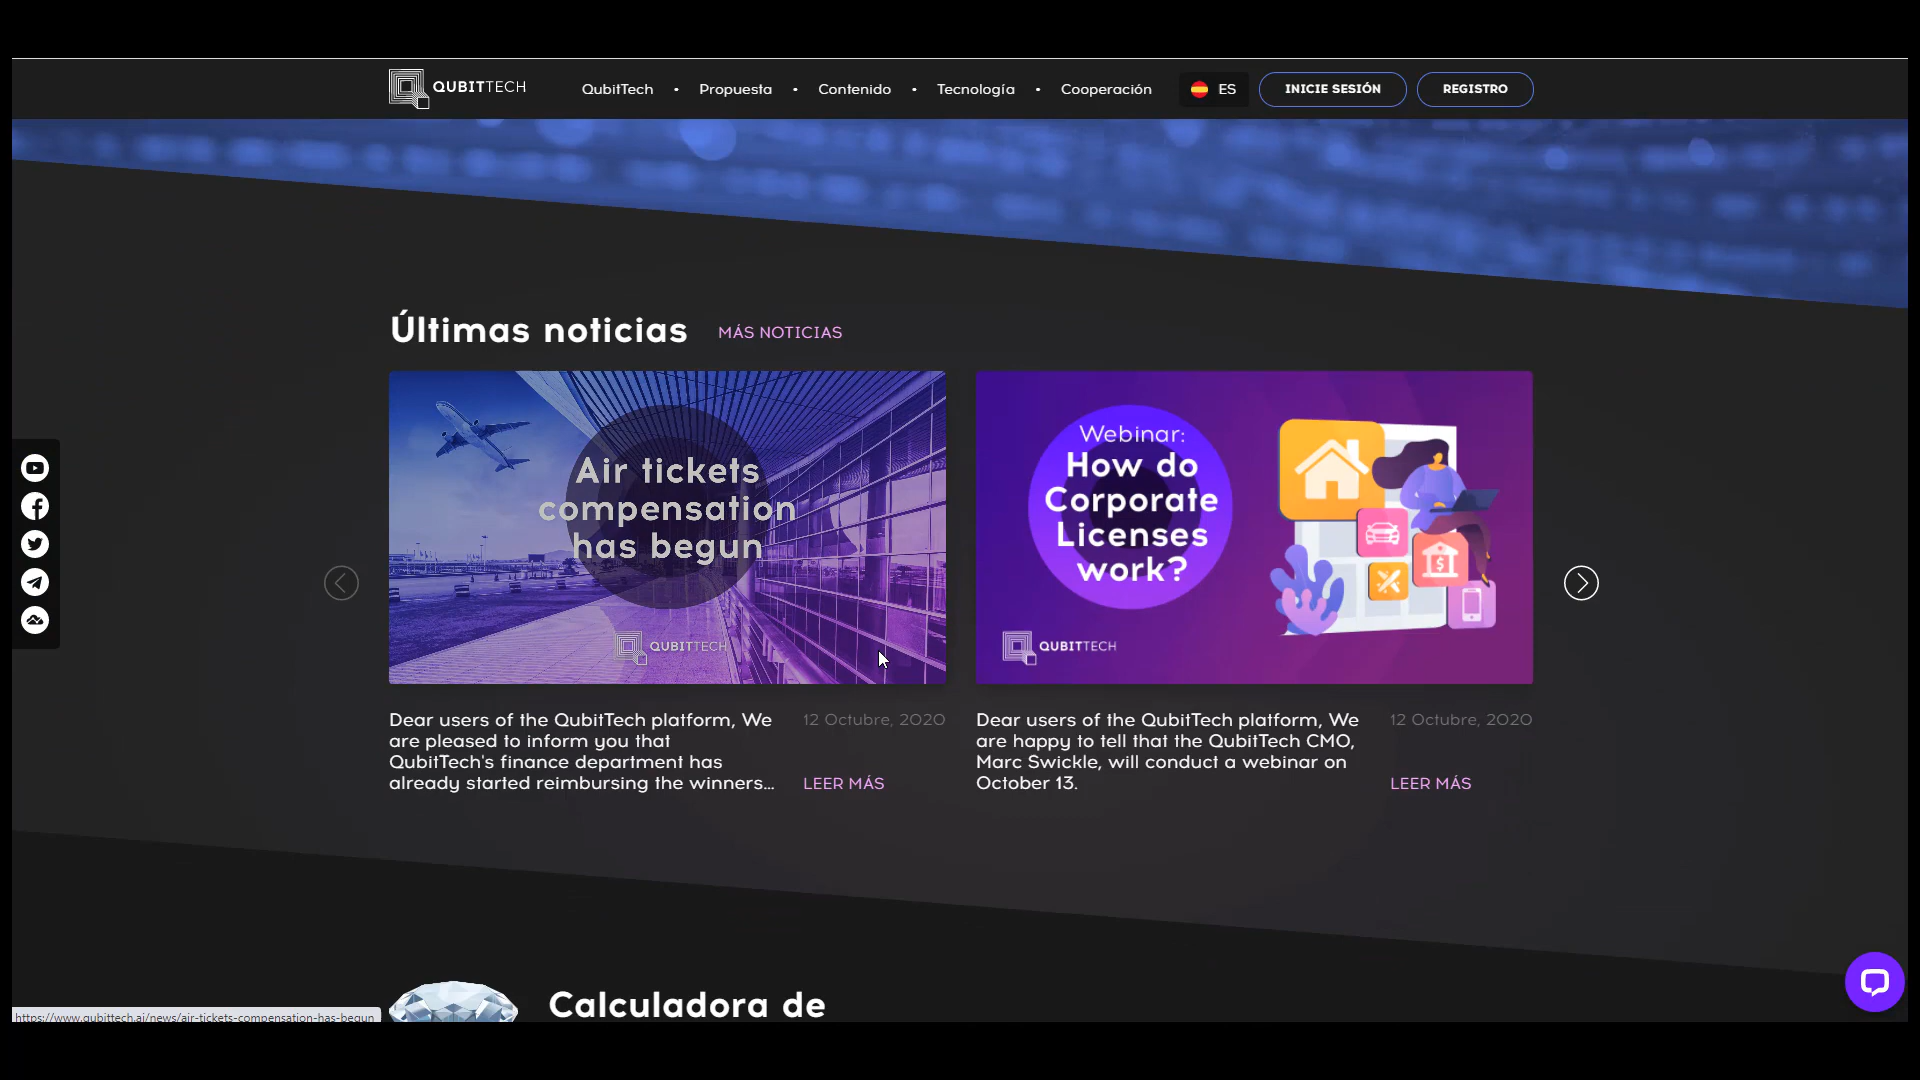 QUBITTECH
QubitTech • Propuesta • Contenido • Tecnología • Cooperación
ES
INICIE SESIÓN
REGISTRO
Últimas noticias
MÁS NOTICIAS
Air tickets
compensation
has begun
QUBITTECH
Webinar:
How do
Corporate
Licenses
work?
QUBITTECH
Dear users of the QubitTech platform, We
are pleased to inform you that
QubitTech's finance department has
already started reimbursing the winners...
12 Octubre, 2020
LEER MÁS
Dear users of the QubitTech platform, We
are happy to tell that the QubitTech CMO,
Marc Swickle, will conduct a webinar on
October 13.
12 Octubre, 2020
LEER MÁS
Calculadora de
https://www.qubittech.ai/news/air-tickets-compensation-has-begun